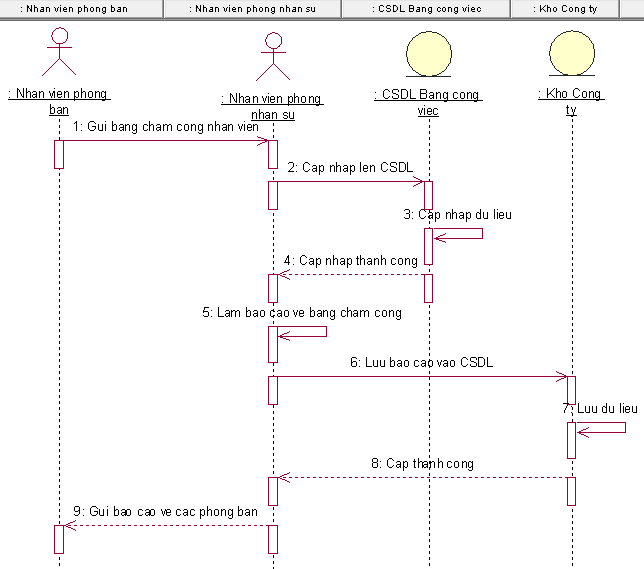 : Nhan vien phong ban : Nhan vien phong nhan su : CSDL Bang cong viec : Kho Cong ty
: Nhan vien phong
ban
: Nhan vien phong
nhan su
: CSDL Bang cong
viec
: Kho Cong
ty
1: Gui bang cham cong nhan vien
2: Cap nhap len CSDL
3: Cap nhap du lieu
4: Cap nhap thanh cong
5: Lam bao cao ve bang cham cong
6: Luu bao cao vao CSDL
7: Luu du lieu
8: Cap thanh cong
9: Gui bao cao ve cac phong ban